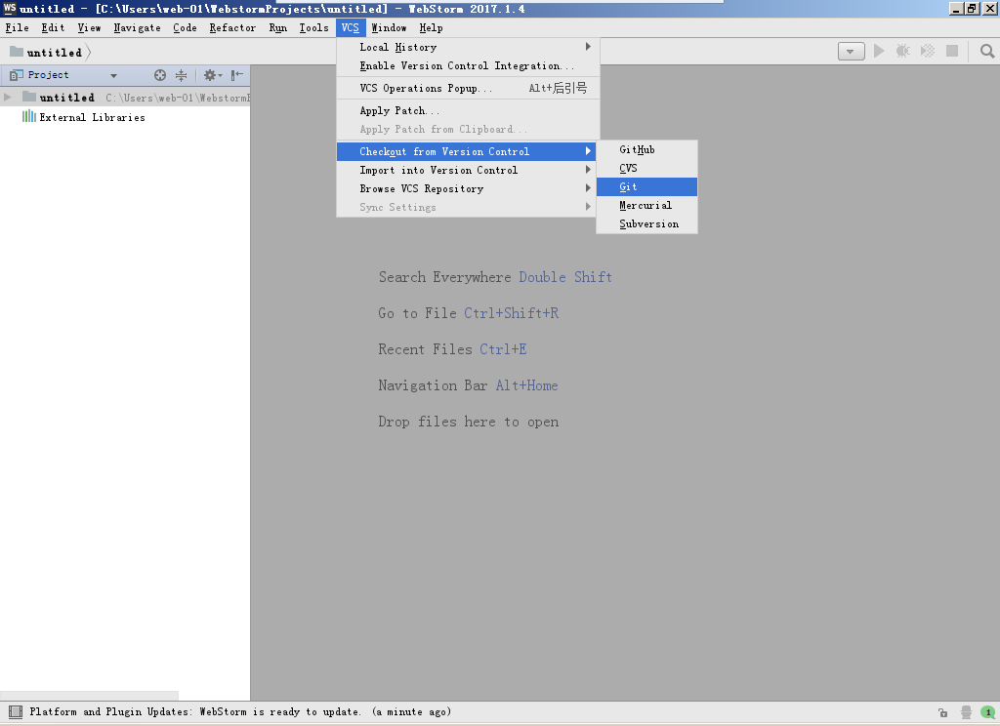 WS untitled - [C:\Users\web-01\WebstormProjects\untitled] - WebStorm 2017.1.4
File Edit View Navigate Code Refactor Run Tools VCS Window Help
untitled
Project
untitled C:\Users\web-01\Webstorm
External Libraries
Local History
Enable Version Control Integration...
VCS Operations Popup... Alt+后引号
Apply Patch...
Apply Patch from Clipboard...
Checkout from Version Control
Import into Version Control
Browse VCS Repository
Sync Settings
GitHub
CVS
Git
Mercurial
Subversion
Search Everywhere Double Shift
Go to File Ctrl+Shift+R
Recent Files Ctrl+E
Navigation Bar Alt+Home
Drop files here to open
Platform and Plugin Updates: WebStorm is ready to update. (a minute ago)
1